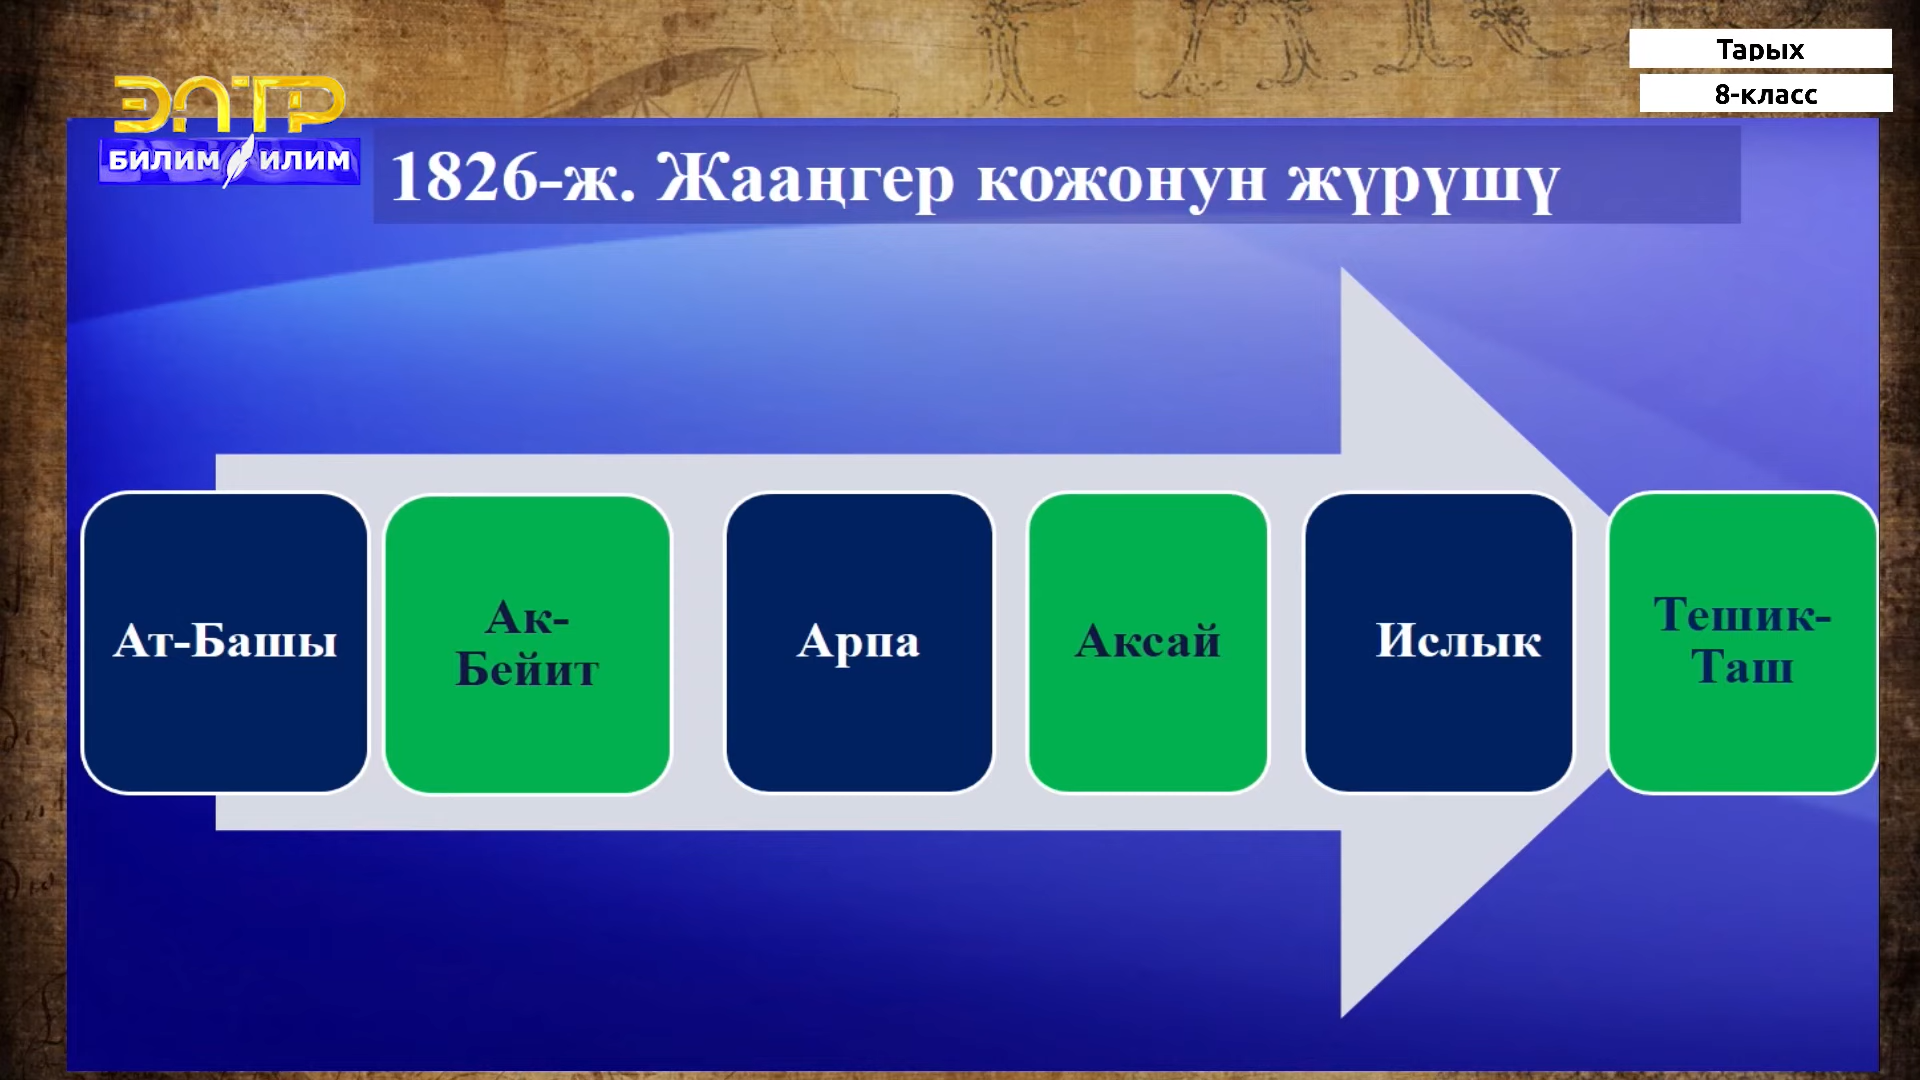 Тарых
8-класс
ЭЛТР
БИЛИМ ИЛИМ
1826-ж. Жааңгер кожонун жүрүшү
Ат-Башы
Ак-
Бейит
Арпа
Аксай
Ислык
Тешик-
Таш